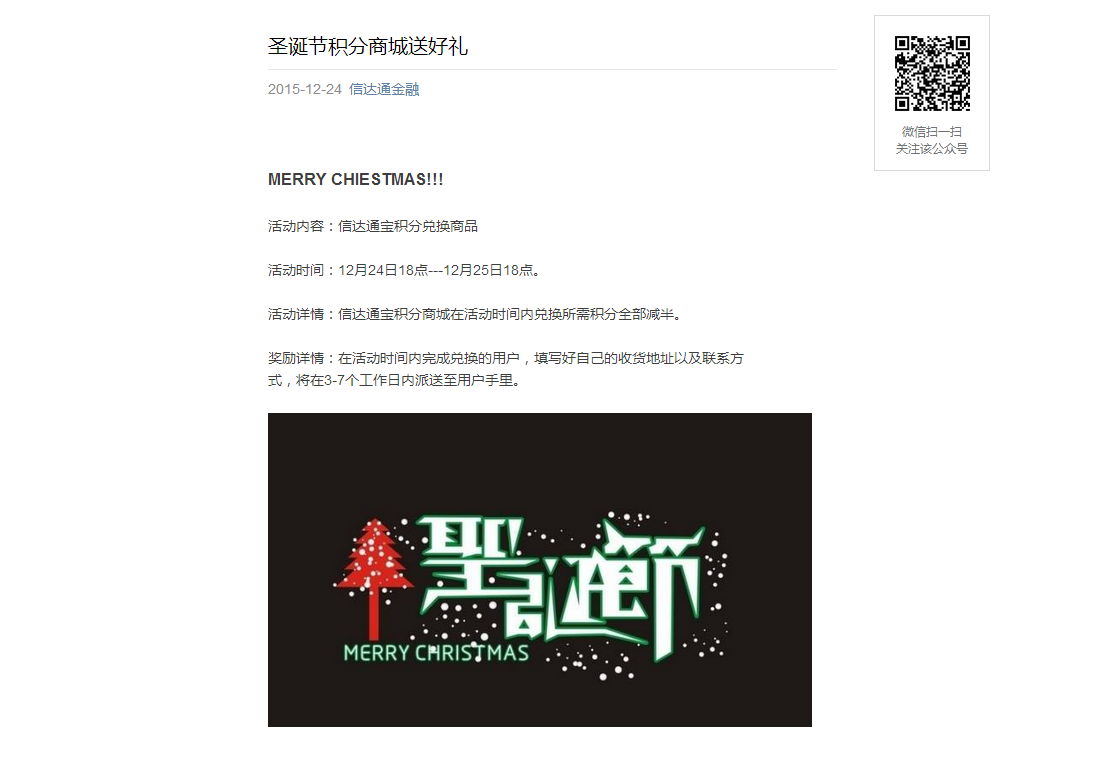 圣诞节积分商城送好礼
2015-12-24 信达通金融
微信扫一扫
关注该公众号
MERRY CHIESTMAS!!!
活动内容：信达通宝积分兑换商品
活动时间：12月24日18点---12月25日18点。
活动详情：信达通宝积分商城在活动时间内兑换所需积分全部减半。
奖励详情：在活动时间内完成兑换的用户，填写好自己的收货地址以及联系方
式，将在3-7个工作日内派送至用户手里。
聖诞節
MERRY CHRISTMAS